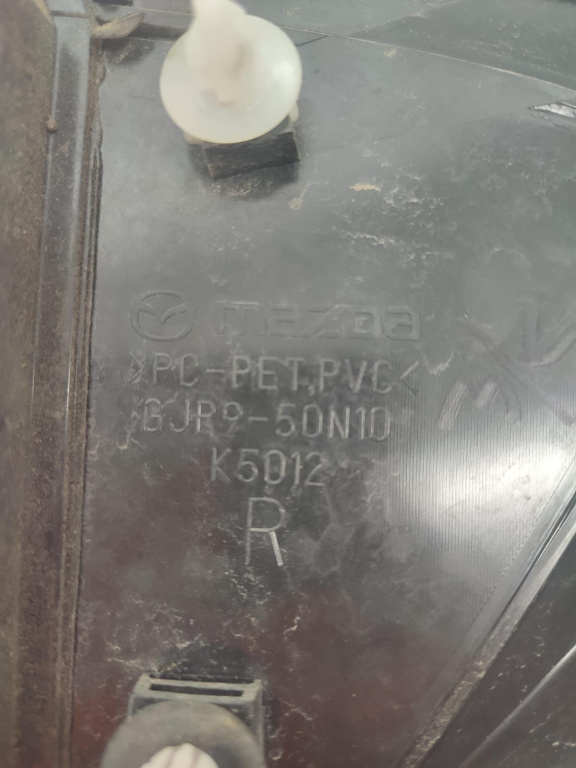 mazda
>PC-PET,PVC<
GJR9-50N10
K5012
R